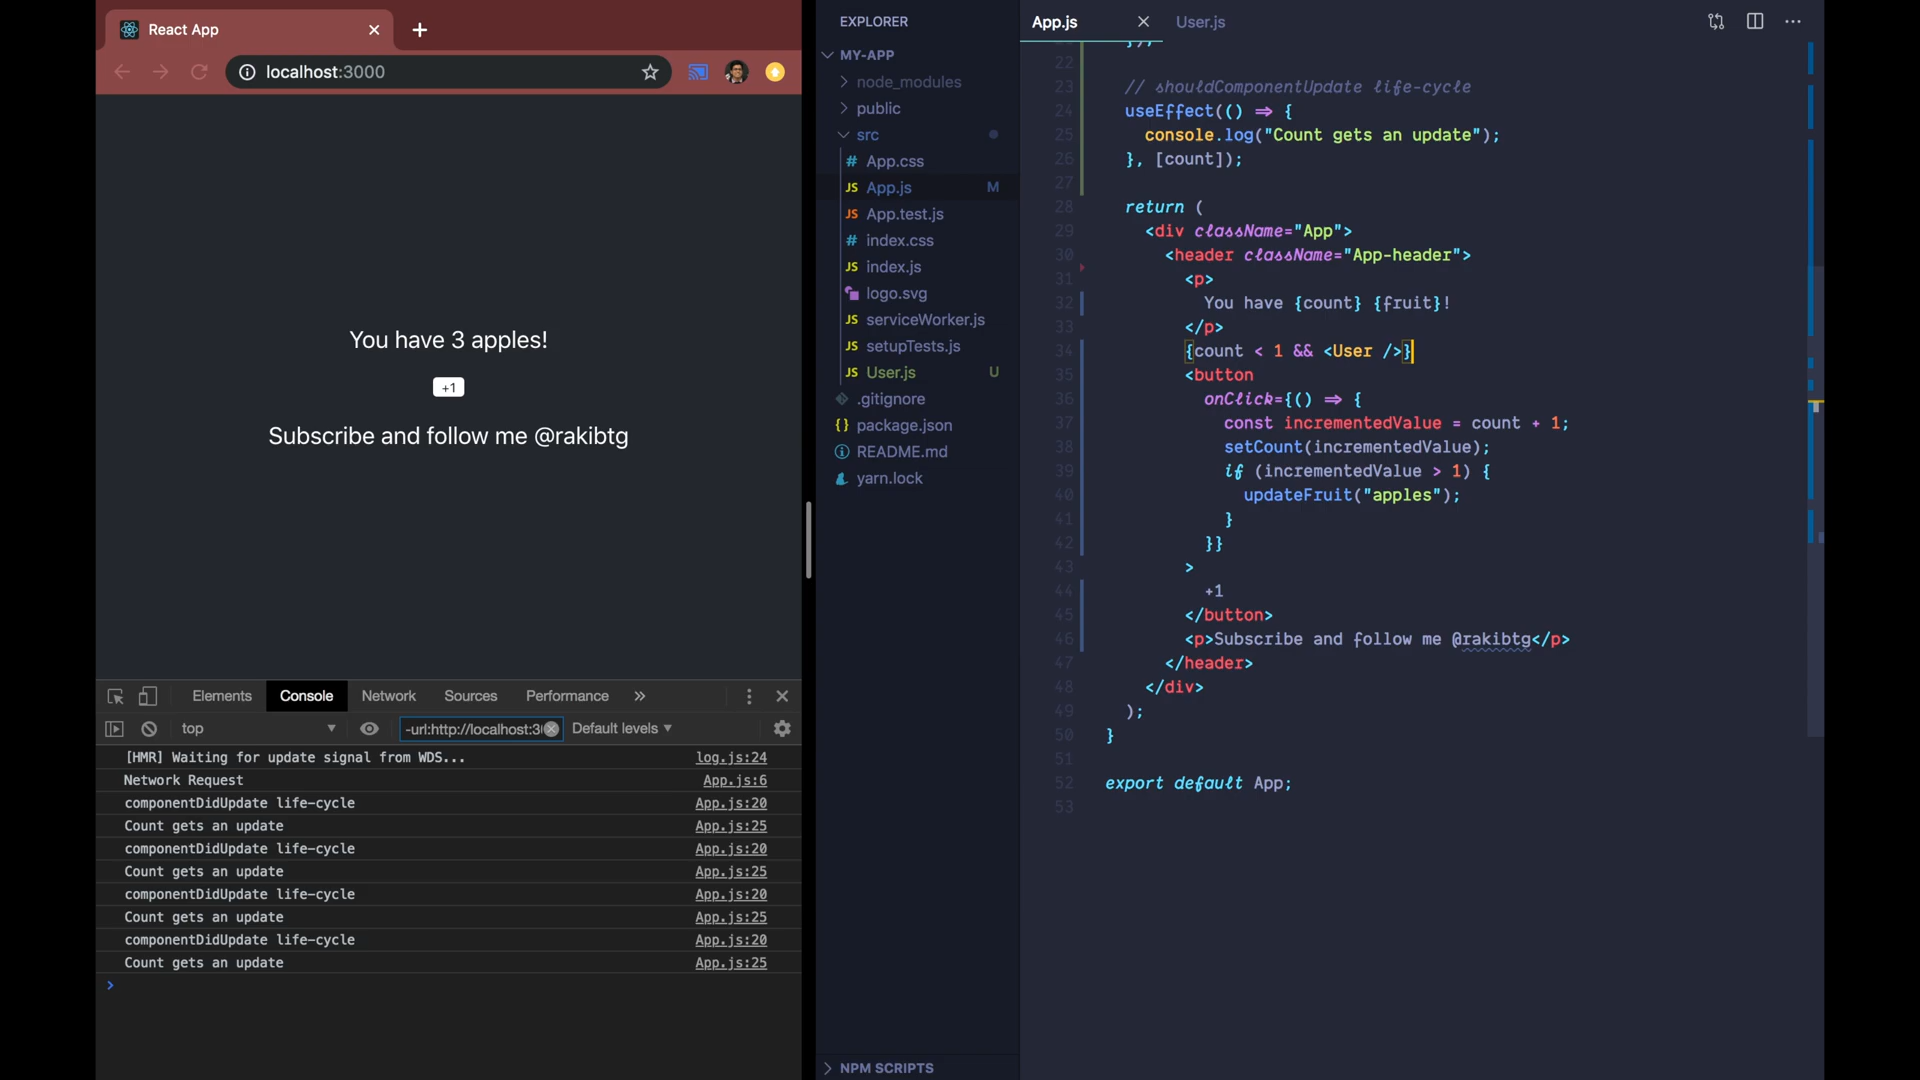 React App
localhost:3000
You have 3 apples!
+1
Subscribe and follow me @rakibtg
Elements Console Network Sources Performance »
top -url:http://localhost:3 Default levels
[HMR] Waiting for update signal from WDS... log.js:24
Network Request App.js:6
componentDidUpdate life-cycle App.js:20
Count gets an update App.js:25
componentDidUpdate life-cycle App.js:20
Count gets an update App.js:25
componentDidUpdate life-cycle App.js:20
Count gets an update App.js:25
componentDidUpdate life-cycle App.js:20
Count gets an update App.js:25
EXPLORER
MY-APP
node_modules
public
src
# App.css
JS App.js M
JS App.test.js
# index.css
JS index.js
logo.svg
JS serviceWorker.js
JS setupTests.js
JS User.js U
.gitignore
{} package.json
README.md
yarn.lock
NPM SCRIPTS
App.js User.js
22
23 // shouldComponentUpdate life-cycle
24 useEffect(() => {
25 console.log("Count gets an update");
26 }, [count]);
27
28 return (
29 <div className="App">
30 <header className="App-header">
31 <p>
32 You have {count} {fruit}!
33 </p>
34 {count < 1 && <User />}
35 <button
36 onClick={() => {
37 const incrementedValue = count + 1;
38 setCount(incrementedValue);
39 if (incrementedValue > 1) {
40 updateFruit("apples");
41 }
42 }}
43 >
44 +1
45 </button>
46 <p>Subscribe and follow me @rakibtg</p>
47 </header>
48 </div>
49 );
50 }
51
52 export default App;
53